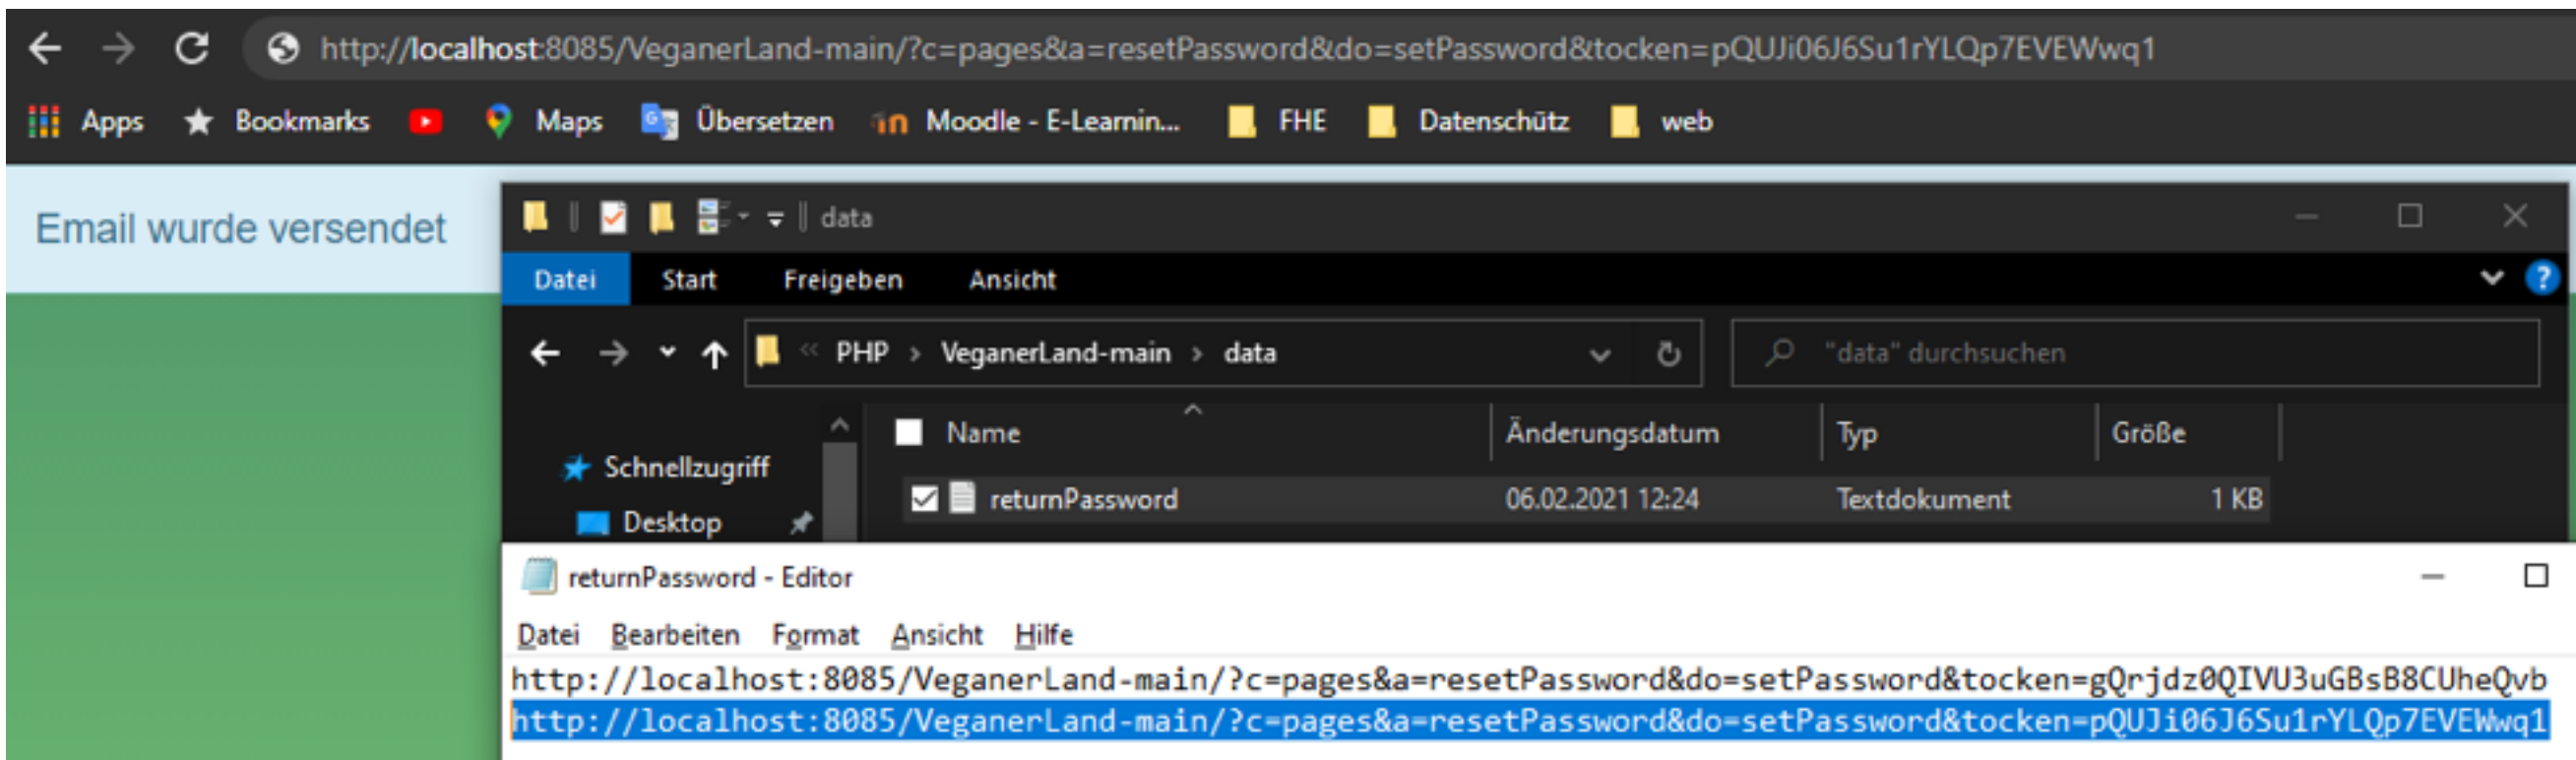 http://localhost:8085/VeganerLand-main/?c=pages&a=resetPassword&do=setPassword&tocken=pQUJi06J6Su1rYLQp7EVEWwq1
Apps Bookmarks Maps Übersetzen Moodle - E-Learnin... FHE Datenschütz web
Email wurde versendet
data
Datei Start Freigeben Ansicht
« PHP > VeganerLand-main > data
"data" durchsuchen
Name Änderungsdatum Typ Größe
Schnellzugriff
returnPassword 06.02.2021 12:24 Textdokument 1 KB
Desktop
returnPassword - Editor
Datei Bearbeiten Format Ansicht Hilfe
http://localhost:8085/VeganerLand-main/?c=pages&a=resetPassword&do=setPassword&tocken=gQrjdz0QIVU3uGBsB8CUheQvb
http://localhost:8085/VeganerLand-main/?c=pages&a=resetPassword&do=setPassword&tocken=pQUJi06J6Su1rYLQp7EVEWwq1